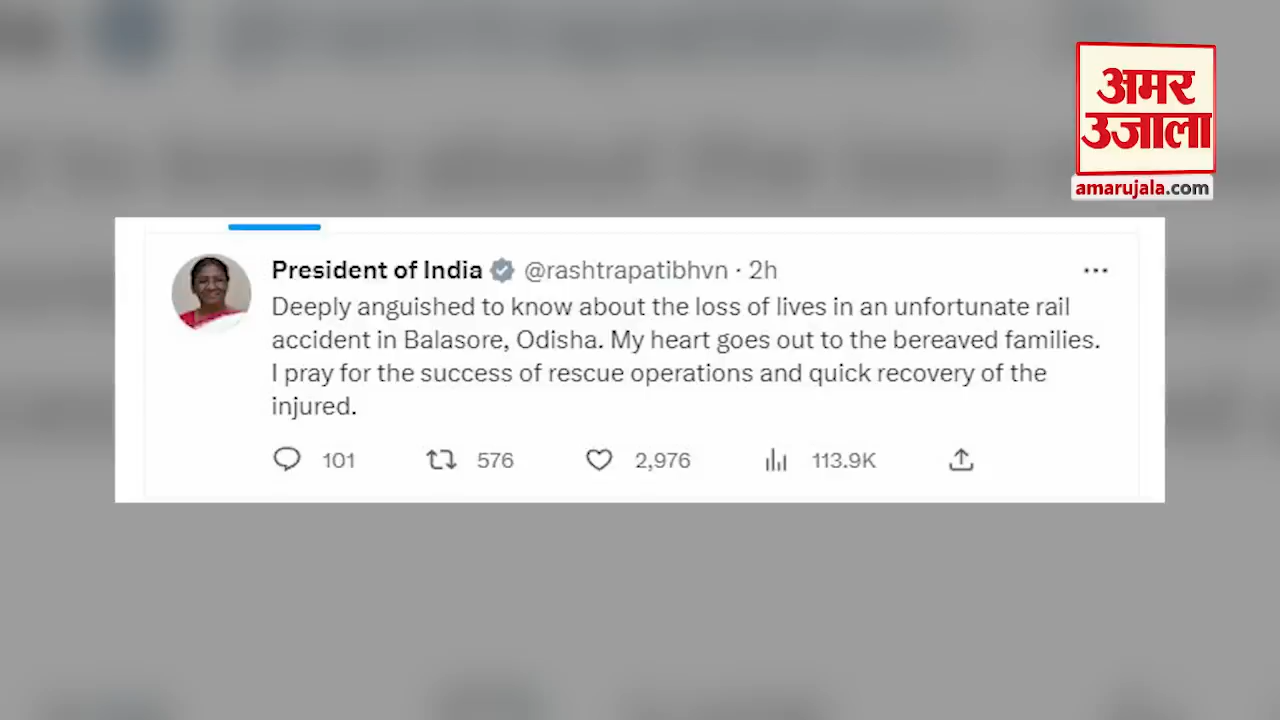 अमर
उजाला
amarujala.com
President of India @rashtrapatibhvn · 2h
Deeply anguished to know about the loss of lives in an unfortunate rail
accident in Balasore, Odisha. My heart goes out to the bereaved families.
I pray for the success of rescue operations and quick recovery of the
injured.
101 576 2,976 113.9K